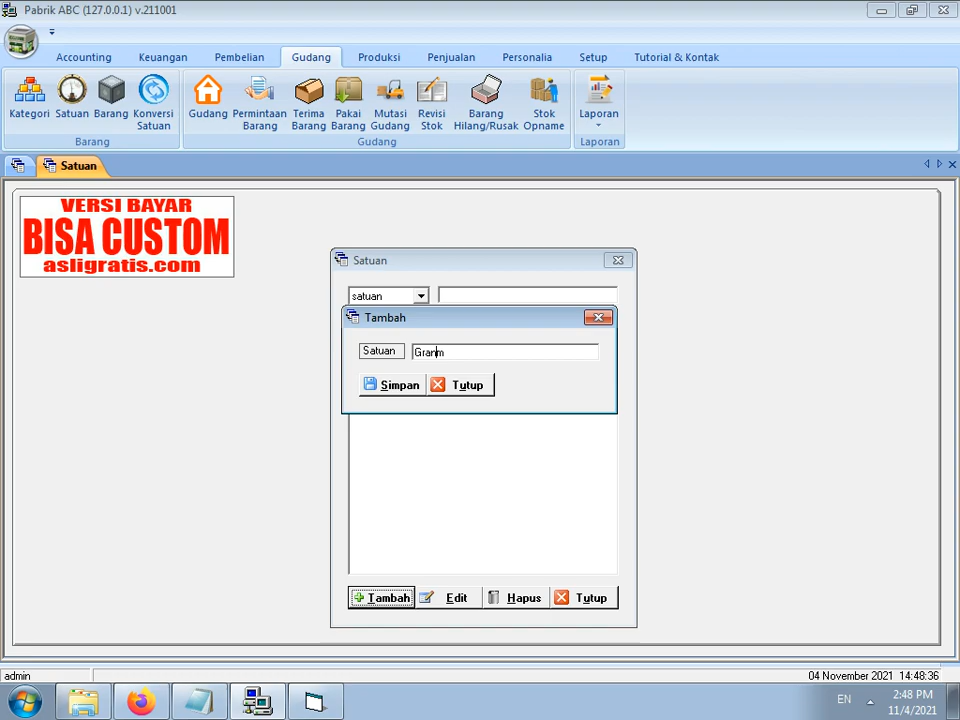 Pabrik ABC (127.0.0.1) v.211001
Accounting Keuangan Pembelian Gudang Produksi Penjualan Personalia Setup Tutorial & Kontak
Kategori Satuan Barang Konversi Satuan Gudang Permintaan Barang Terima Barang Pakai Barang Mutasi Gudang Revisi Stok Barang Hilang/Rusak Stok Opname Laporan
Barang Gudang Laporan
Satuan
VERSI BAYAR
BISA CUSTOM
asligratis.com
Satuan
satuan
Tambah
Satuan Granm
Simpan Tutup
Tambah Edit Hapus Tutup
admin 04 November 2021 14:48:36
EN 2:48 PM
11/4/2021